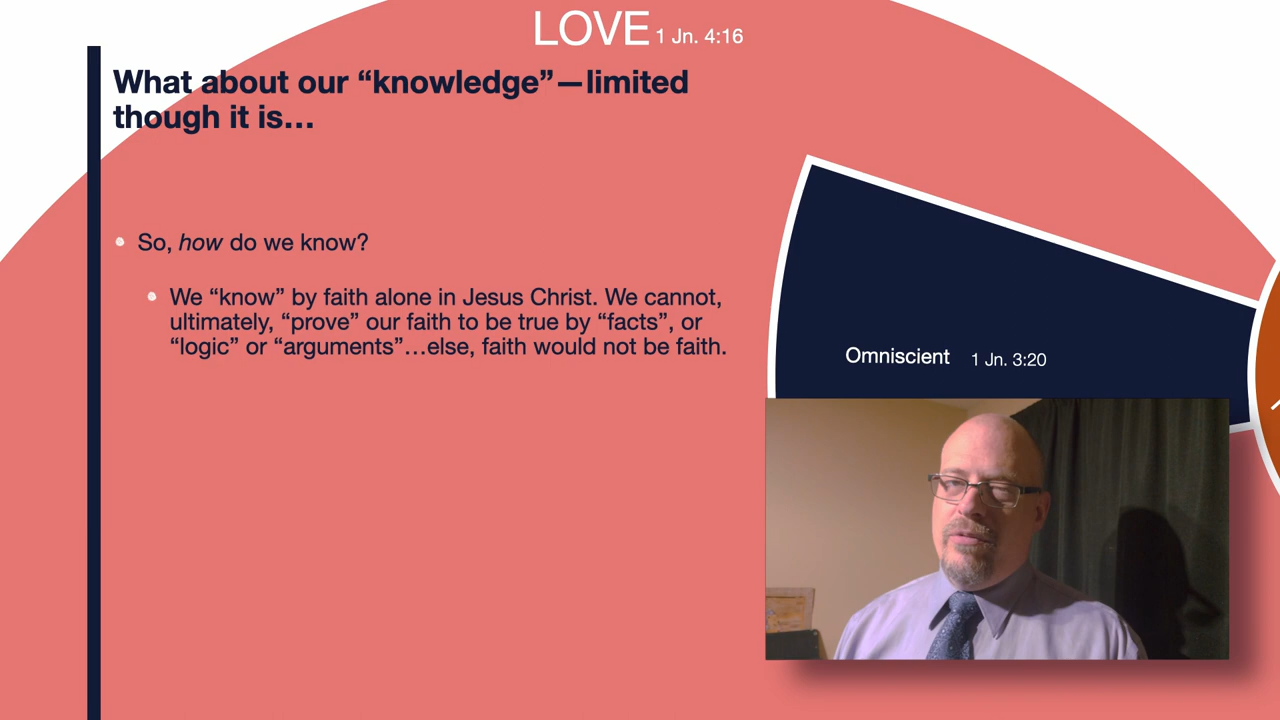 LOVE 1 Jn. 4:16
What about our “knowledge”—limited
though it is…
So, how do we know?
We “know” by faith alone in Jesus Christ. We cannot,
ultimately, “prove” our faith to be true by “facts”, or
“logic” or “arguments”…else, faith would not be faith.
Omniscient 1 Jn. 3:20